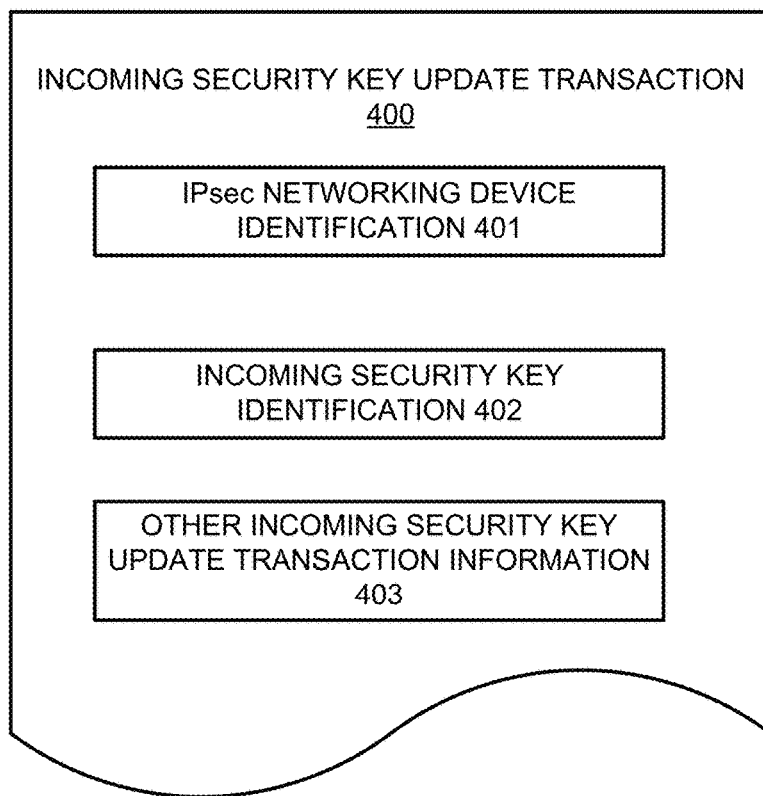 INCOMING SECURITY KEY UPDATE TRANSACTION
400
IPsec NETWORKING DEVICE
IDENTIFICATION 401
INCOMING SECURITY KEY
IDENTIFICATION 402
OTHER INCOMING SECURITY KEY
UPDATE TRANSACTION INFORMATION
403